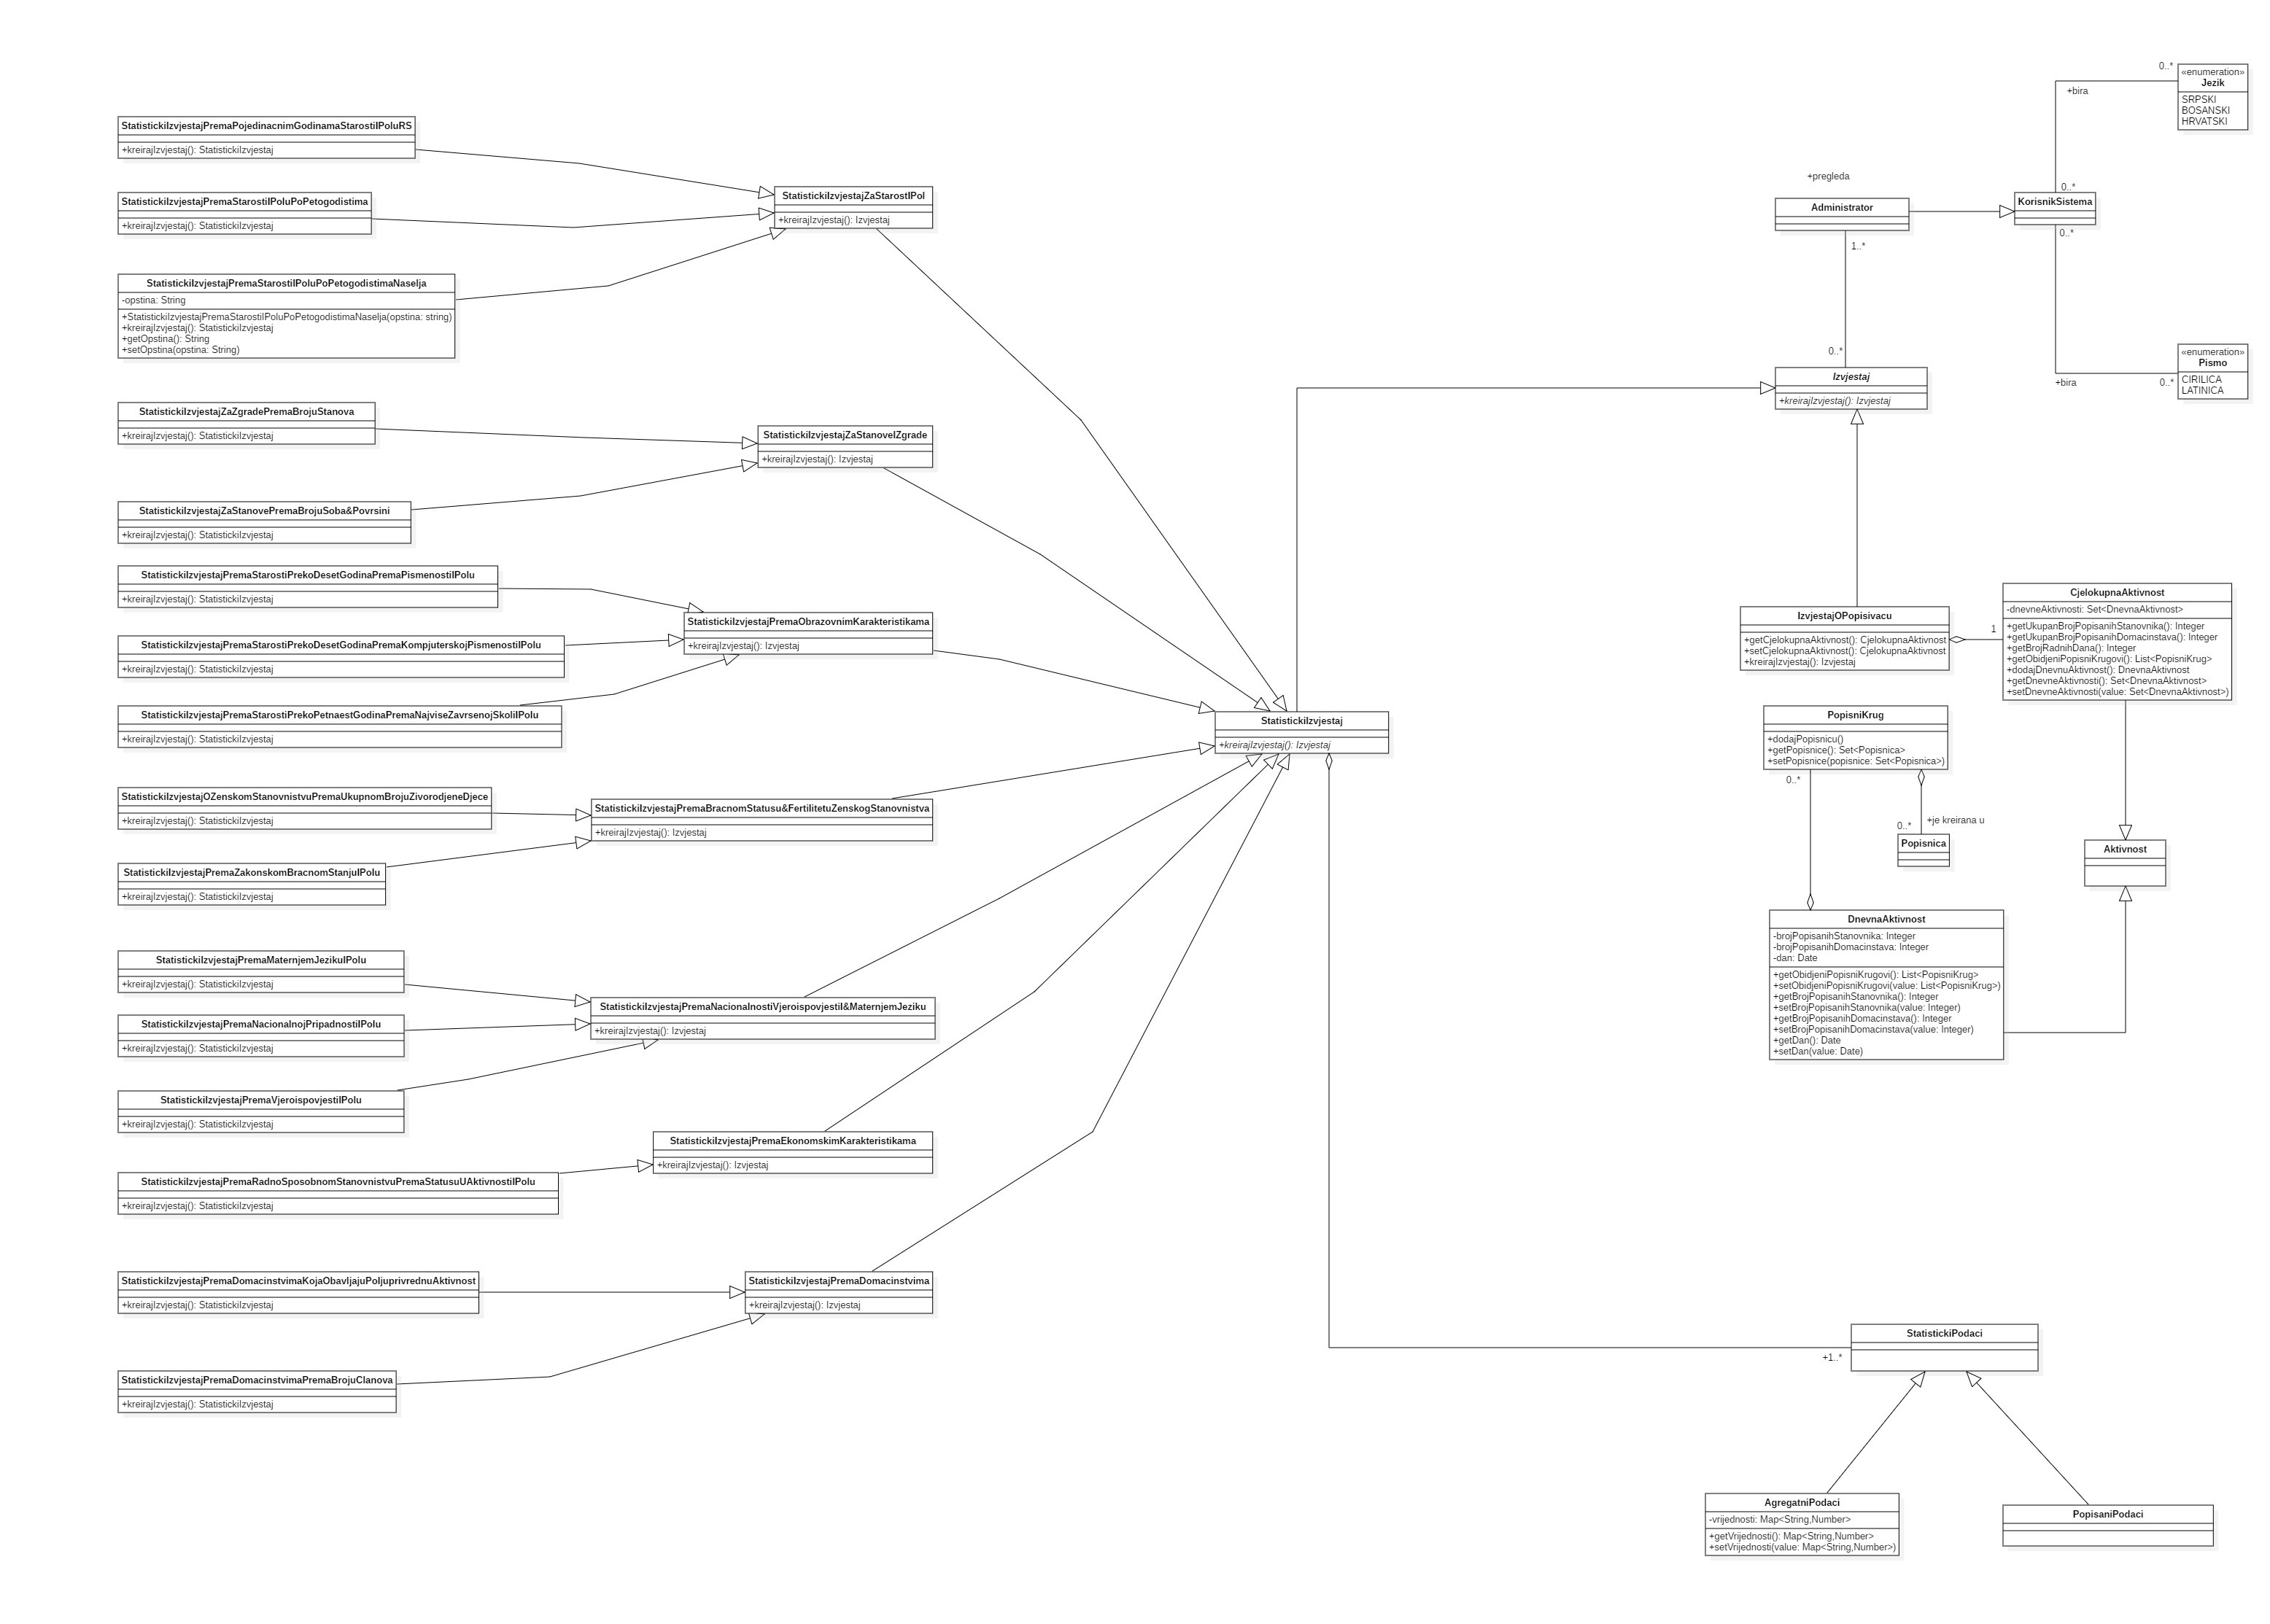 StatistickiIzvjestajPremaPojedinacnimGodinamaStarostiIPoluRS
+kreirajIzvjestaj(): StatistickiIzvjestaj
StatistickiIzvjestajPremaStarostiIPoluPoPetogodistima
+kreirajIzvjestaj(): StatistickiIzvjestaj
StatistickiIzvjestajPremaStarostiIPoluPoPetogodistimaNaselja
-opstina: String
+StatistickiIzvjestajPremaStarostiIPoluPoPetogodistimaNaselja(opstina: string)
+kreirajIzvjestaj(): StatistickiIzvjestaj
+getOpstina(): String
+setOpstina(opstina: String)
StatistickiIzvjestajZaZgradePremaBrojuStanova
+kreirajIzvjestaj(): StatistickiIzvjestaj
StatistickiIzvjestajZaStanovePremaBrojuSoba&Povrsini
+kreirajIzvjestaj(): StatistickiIzvjestaj
StatistickiIzvjestajPremaStarostiPrekoDesetGodinaPremaPismenostiIPolu
+kreirajIzvjestaj(): StatistickiIzvjestaj
StatistickiIzvjestajPremaStarostiPrekoDesetGodinaPremaKompjuterskojPismenostiIPolu
+kreirajIzvjestaj(): StatistickiIzvjestaj
StatistickiIzvjestajPremaStarostiPrekoPetnaestGodinaPremaNajviseZavrsenojSkoliIPolu
+kreirajIzvjestaj(): StatistickiIzvjestaj
StatistickiIzvjestajOZenskomStanovnistvuPremaUkupnomBrojuZivorodjeneDjece
+kreirajIzvjestaj(): StatistickiIzvjestaj
StatistickiIzvjestajPremaZakonskomBracnomStanjuIPolu
+kreirajIzvjestaj(): StatistickiIzvjestaj
StatistickiIzvjestajPremaMaternjemJezikuIPolu
+kreirajIzvjestaj(): StatistickiIzvjestaj
StatistickiIzvjestajPremaNacionalnojPripadnostiIPolu
+kreirajIzvjestaj(): StatistickiIzvjestaj
StatistickiIzvjestajPremaVjeroispovjestiIPolu
+kreirajIzvjestaj(): StatistickiIzvjestaj
StatistickiIzvjestajPremaRadnoSposobnomStanovnistvuPremaStatusuUAktivnostiIPolu
+kreirajIzvjestaj(): StatistickiIzvjestaj
StatistickiIzvjestajPremaDomacinstvimaKojaObavljajuPoljuprivrednuAktivnost
+kreirajIzvjestaj(): StatistickiIzvjestaj
StatistickiIzvjestajPremaDomacinstvimaPremaBrojuClanova
+kreirajIzvjestaj(): StatistickiIzvjestaj
StatistickiIzvjestajZaStarostIPol
+kreirajIzvjestaj(): Izvjestaj
StatistickiIzvjestajZaStanoveIZgrade
+kreirajIzvjestaj(): Izvjestaj
StatistickiIzvjestajPremaObrazovnimKarakteristikama
+kreirajIzvjestaj(): Izvjestaj
StatistickiIzvjestajPremaBracnomStatusu&FertilitetuZenskogStanovnistva
+kreirajIzvjestaj(): Izvjestaj
StatistickiIzvjestajPremaNacionalnostiVjeroispovjestiI&MaternjemJeziku
+kreirajIzvjestaj(): Izvjestaj
StatistickiIzvjestajPremaEkonomskimKarakteristikama
+kreirajIzvjestaj(): Izvjestaj
StatistickiIzvjestajPremaDomacinstvima
+kreirajIzvjestaj(): Izvjestaj
StatistickiIzvjestaj
+kreirajIzvjestaj(): Izvjestaj
+pregleda
Administrator
1..*
0..*
Izvjestaj
+kreirajIzvjestaj(): Izvjestaj
0..*
«enumeration»
Jezik
SRPSKI
BOSANSKI
HRVATSKI
+bira
0..*
KorisnikSistema
0..*
«enumeration»
Pismo
CIRILICA
LATINICA
+bira
0..*
IzvjestajOPopisivacu
+getCjelokupnaAktivnost(): CjelokupnaAktivnost
+setCjelokupnaAktivnost(): CjelokupnaAktivnost
+kreirajIzvjestaj(): Izvjestaj
1
CjelokupnaAktivnost
-dnevneAktivnosti: Set<DnevnaAktivnost>
+getUkupanBrojPopisanihStanovnika(): Integer
+getUkupanBrojPopisanihDomacinstava(): Integer
+getBrojRadnihDana(): Integer
+getObidjeniPopisniKrugovi(): List<PopisniKrug>
+dodajDnevnuAktivnost(): DnevnaAktivnost
+getDnevneAktivnosti(): Set<DnevnaAktivnost>
+setDnevneAktivnosti(value: Set<DnevnaAktivnost>)
PopisniKrug
+dodajPopisnicu()
+getPopisnice(): Set<Popisnica>
+setPopisnice(popisnice: Set<Popisnica>)
0..*
0..*
+je kreirana u
Popisnica
Aktivnost
DnevnaAktivnost
-brojPopisanihStanovnika: Integer
-brojPopisanihDomacinstava: Integer
-dan: Date
+getObidjeniPopisniKrugovi(): List<PopisniKrug>
+setObidjeniPopisniKrugovi(value: List<PopisniKrug>)
+getBrojPopisanihStanovnika(): Integer
+setBrojPopisanihStanovnika(value: Integer)
+getBrojPopisanihDomacinstava(): Integer
+setBrojPopisanihDomacinstava(value: Integer)
+getDan(): Date
+setDan(value: Date)
StatistickiPodaci
+1..*
AgregatniPodaci
-vrijednosti: Map<String,Number>
+getVrijednosti(): Map<String,Number>
+setVrijednosti(value: Map<String,Number>)
PopisaniPodaci